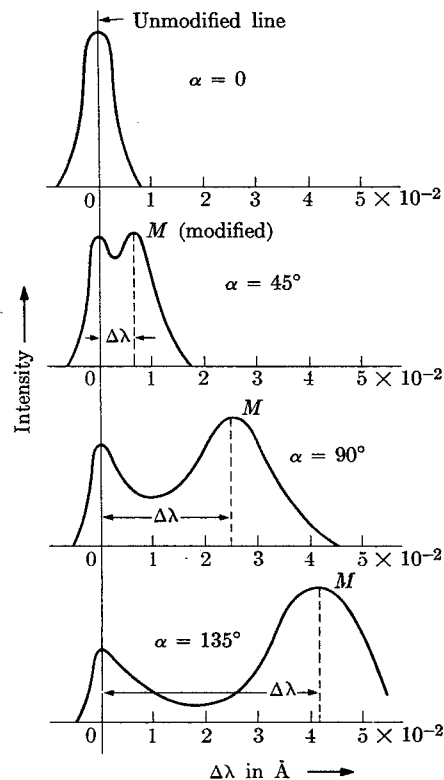 Unmodified line
α = 0
0 1 2 3 4 5 × 10⁻²
M (modified)
α = 45°
Δλ
0 1 2 3 4 5 × 10⁻²
Intensity
M
α = 90°
Δλ
0 1 2 3 4 5 × 10⁻²
M
α = 135°
Δλ
0 1 2 3 4 5 × 10⁻²
Δλ in Å